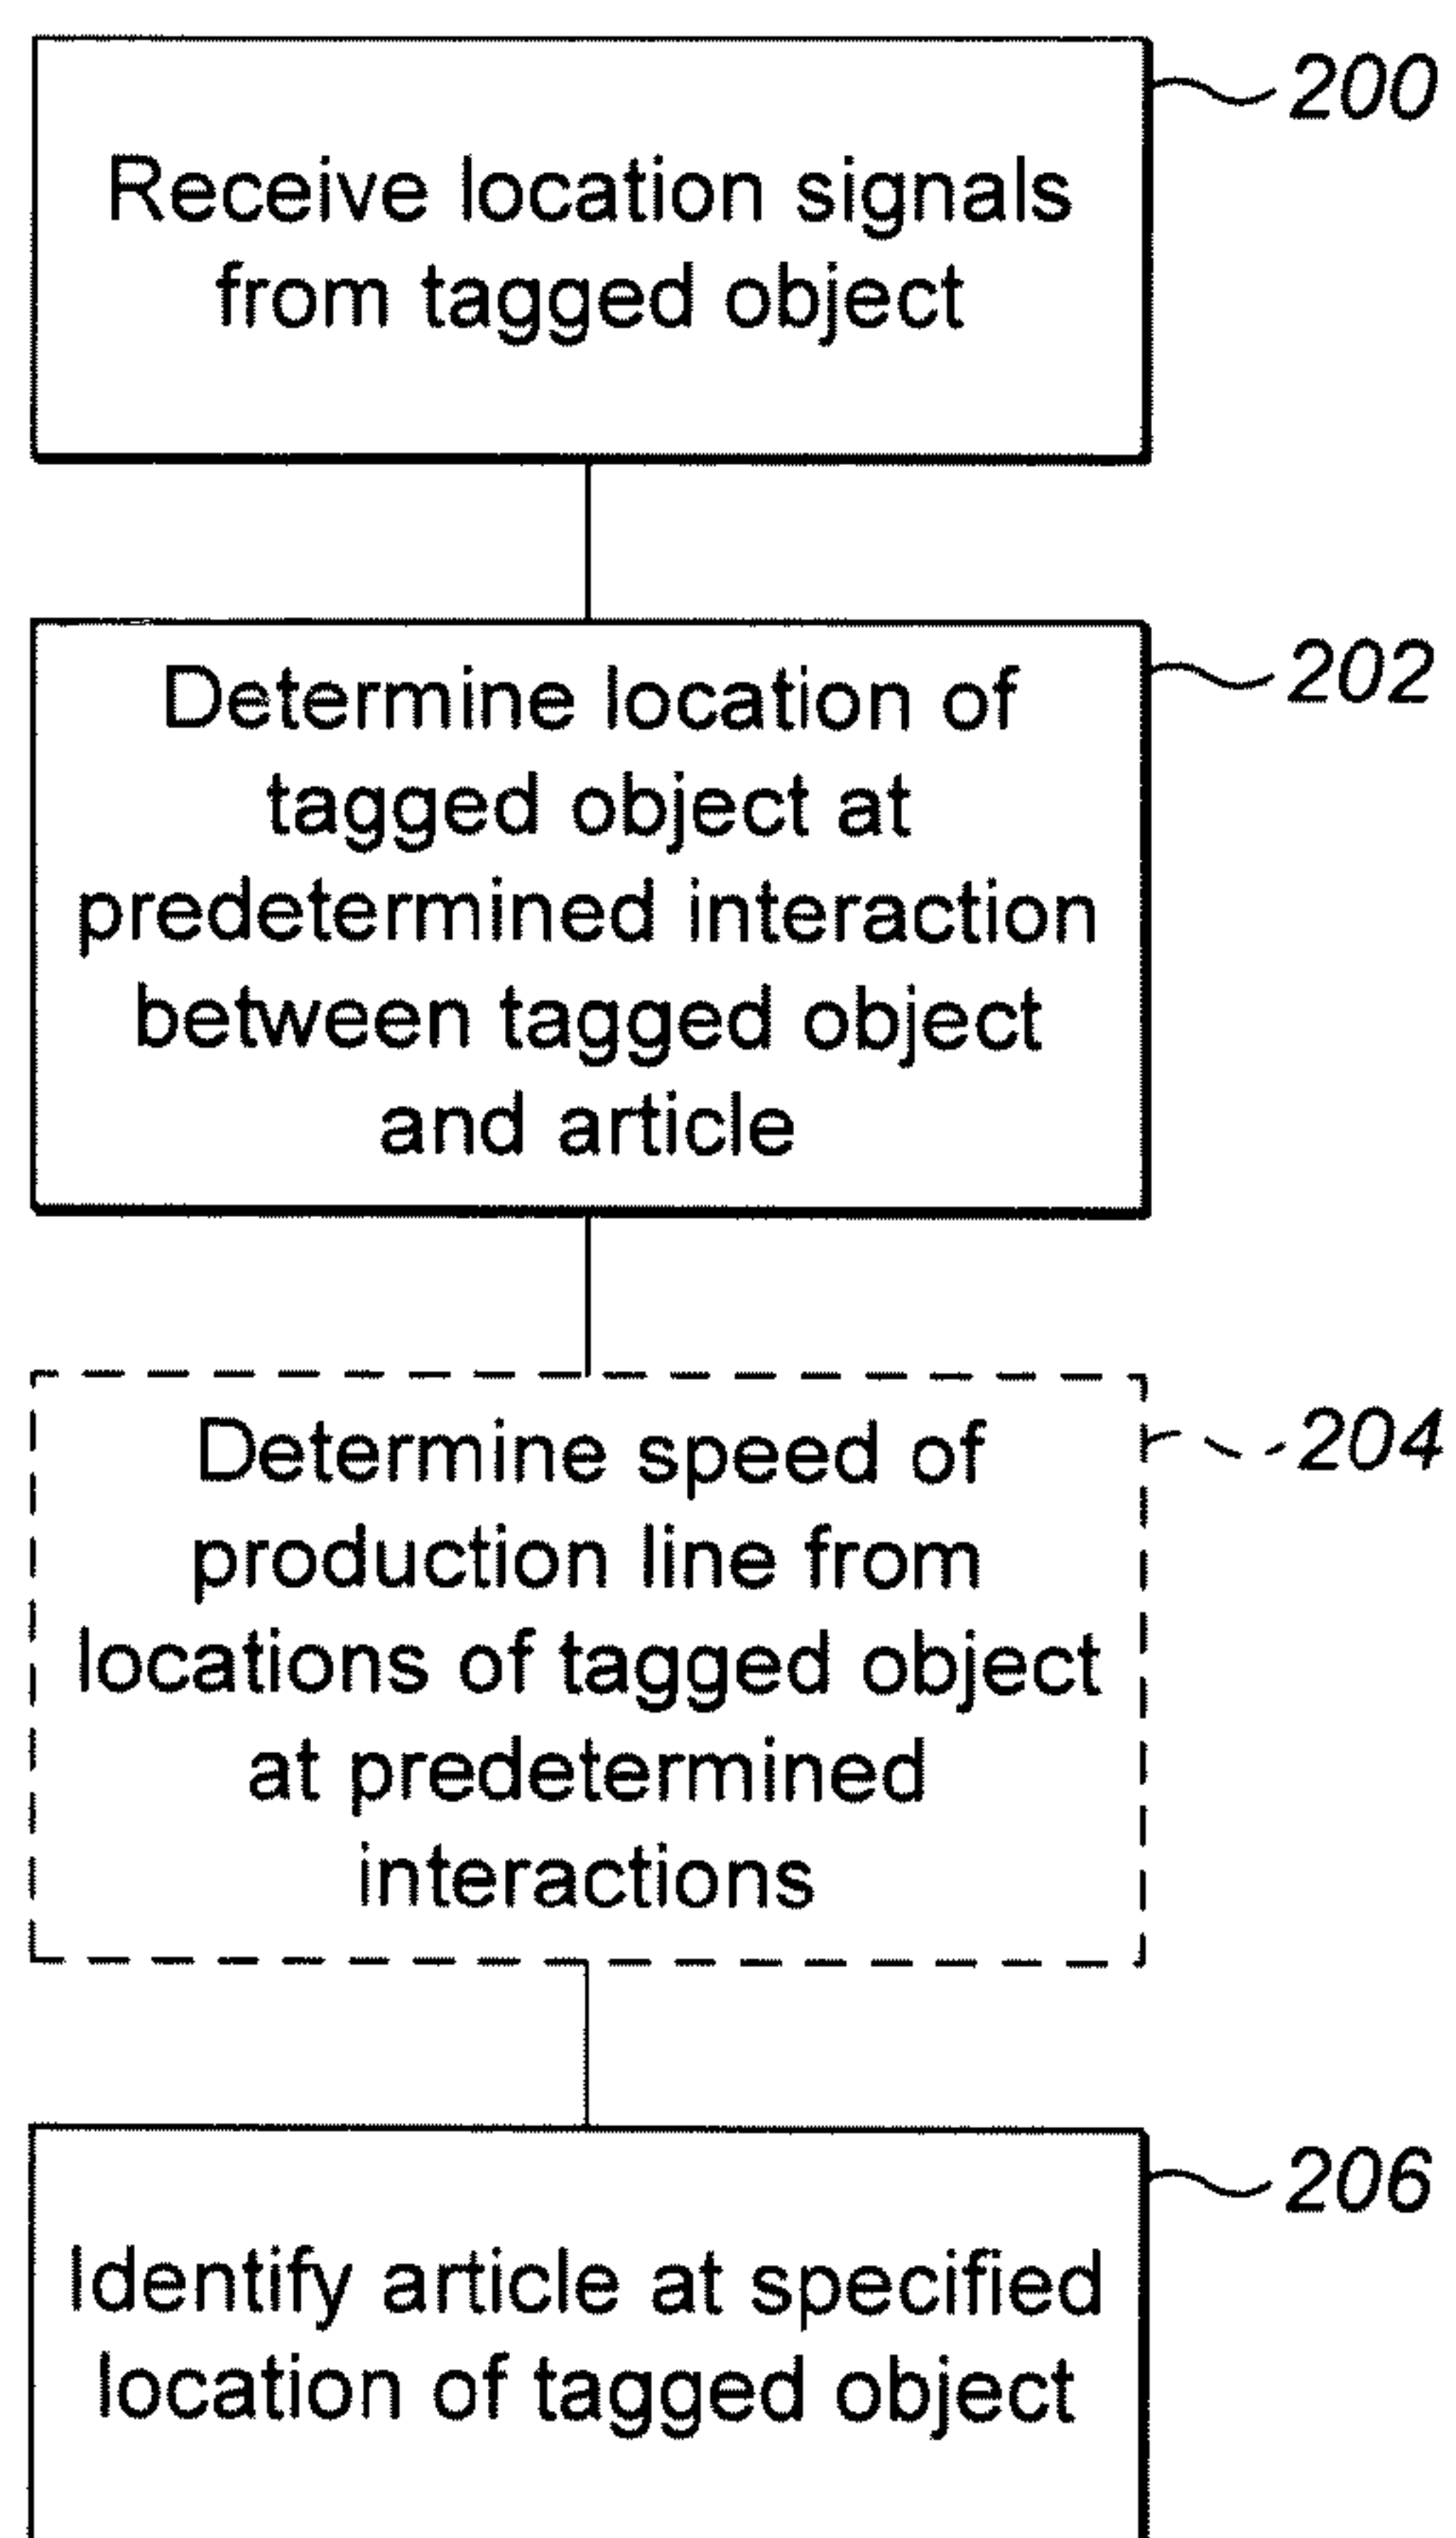 200
Receive location signals
from tagged object
202
Determine location of
tagged object at
predetermined interaction
between tagged object
and article
204
Determine speed of
production line from
locations of tagged object
at predetermined
interactions
206
Identify article at specified
location of tagged object